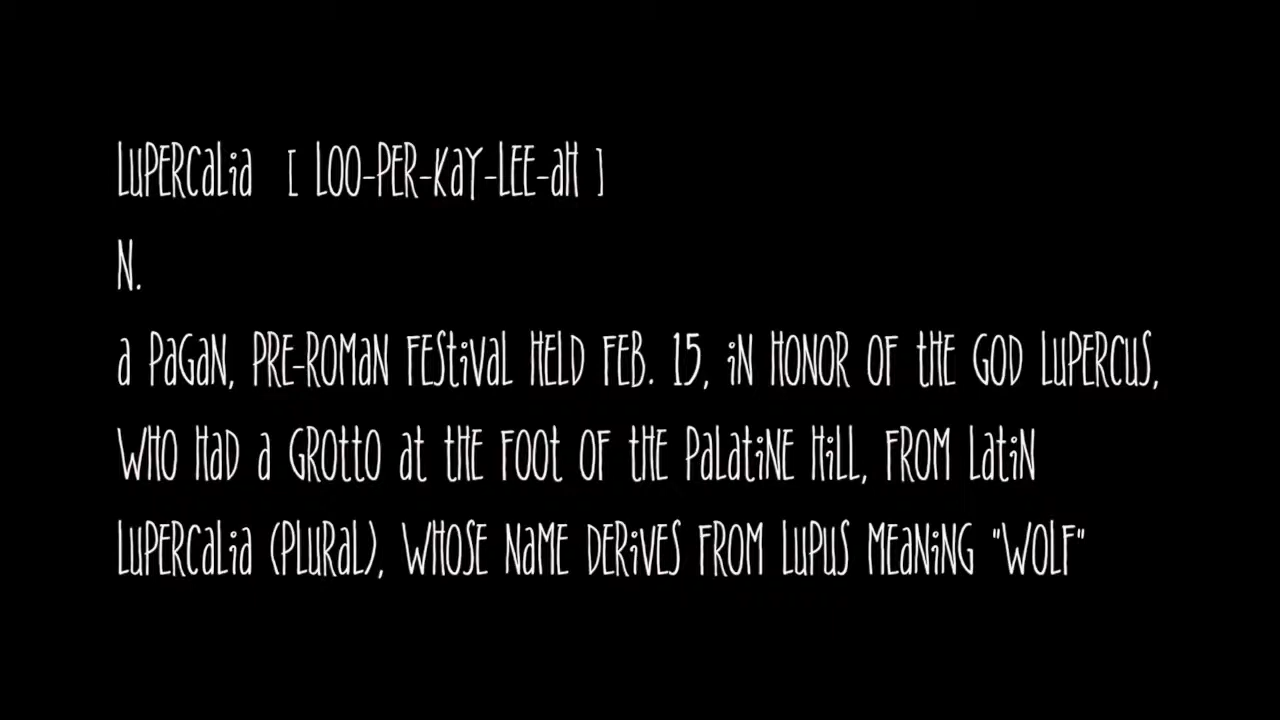 Lupercalia [ Loo-per-kay-lee-ah ]
N.
a pagan, pre-Roman festival held Feb. 15, in honor of the god Lupercus,
who had a grotto at the foot of the Palatine Hill, from Latin
Lupercalia (plural), whose name derives from lupus meaning "wolf"